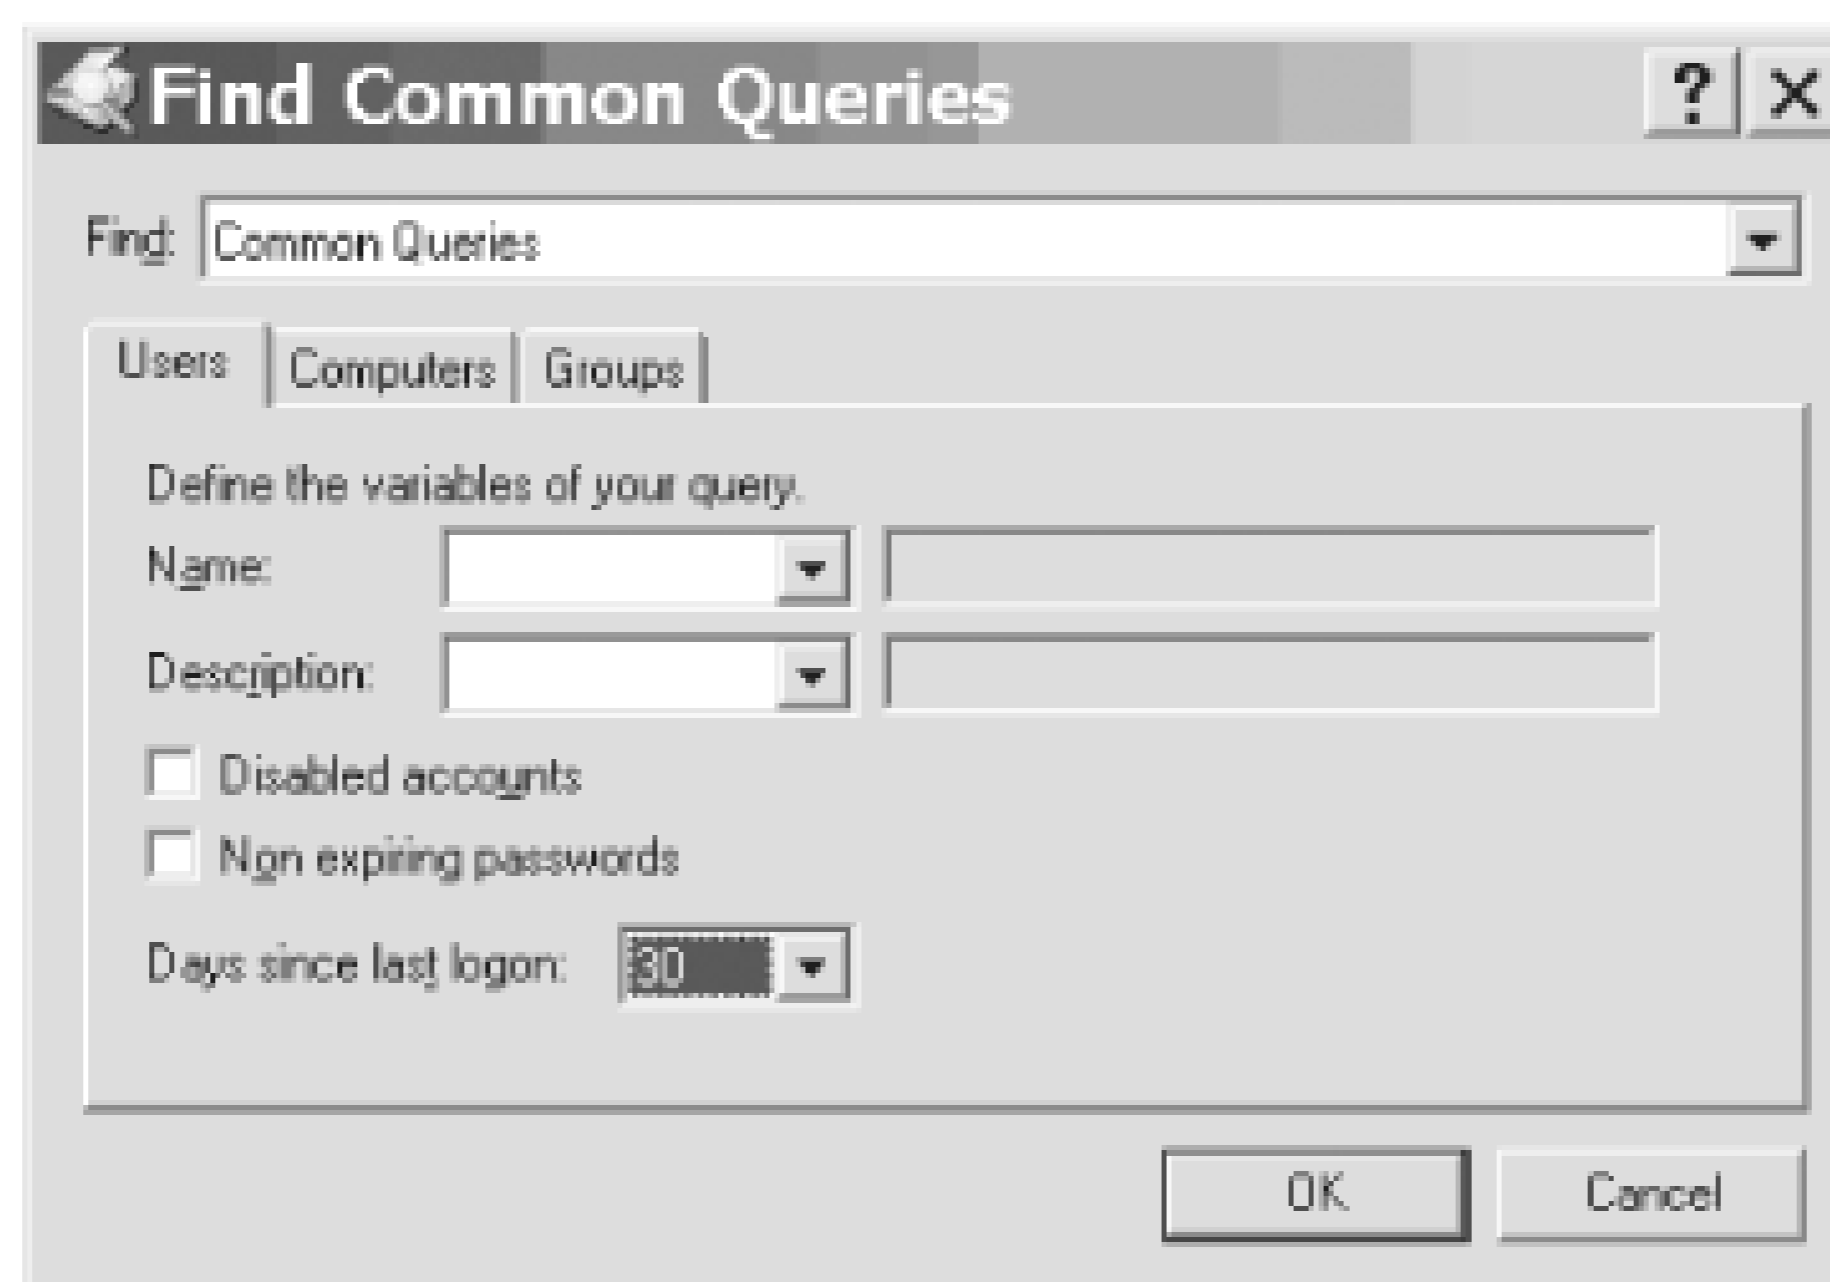 Find Common Queries ? X
Find: Common Queries
Users Computers Groups
Define the variables of your query.
Name:
Description:
Disabled accounts
Non expiring passwords
Days since last logon: 30
OK Cancel